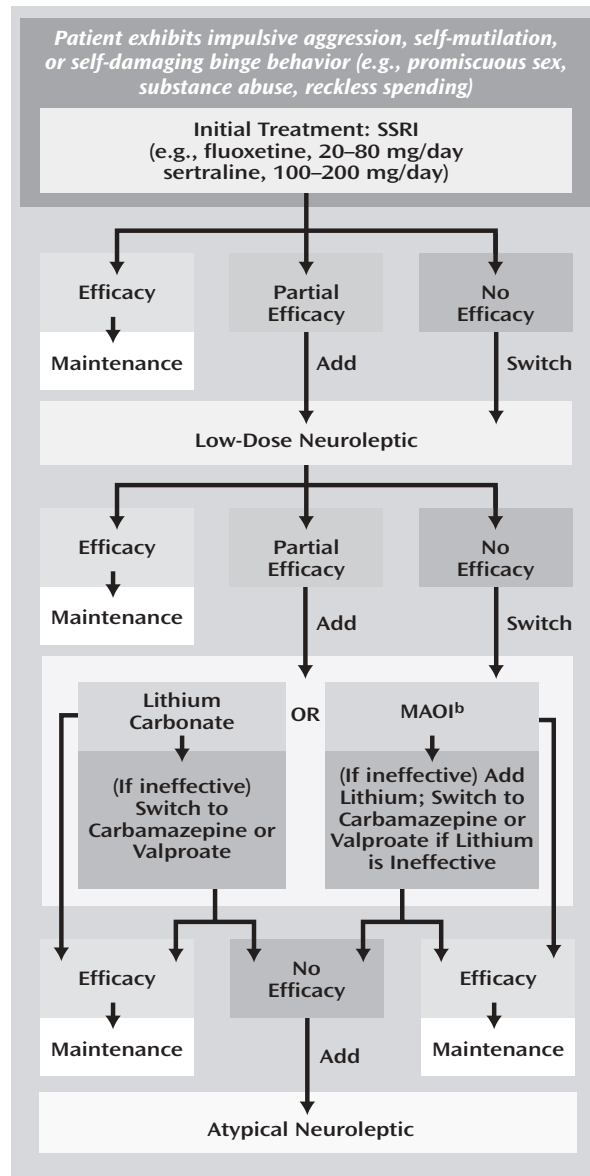 Patient exhibits impulsive aggression, self-mutilation,
or self-damaging binge behavior (e.g., promiscuous sex,
substance abuse, reckless spending)
Initial Treatment: SSRI
(e.g., fluoxetine, 20–80 mg/day
sertraline, 100–200 mg/day)
Efficacy
Partial
Efficacy
No
Efficacy
Maintenance
Add
Switch
Low-Dose Neuroleptic
Efficacy
Partial
Efficacy
No
Efficacy
Maintenance
Add
Switch
Lithium
Carbonate
OR
MAOIᵇ
(If ineffective)
Switch to
Carbamazepine or
Valproate
(If ineffective) Add
Lithium; Switch to
Carbamazepine or
Valproate if Lithium
is Ineffective
Efficacy
No
Efficacy
Efficacy
Maintenance
Add
Maintenance
Atypical Neuroleptic